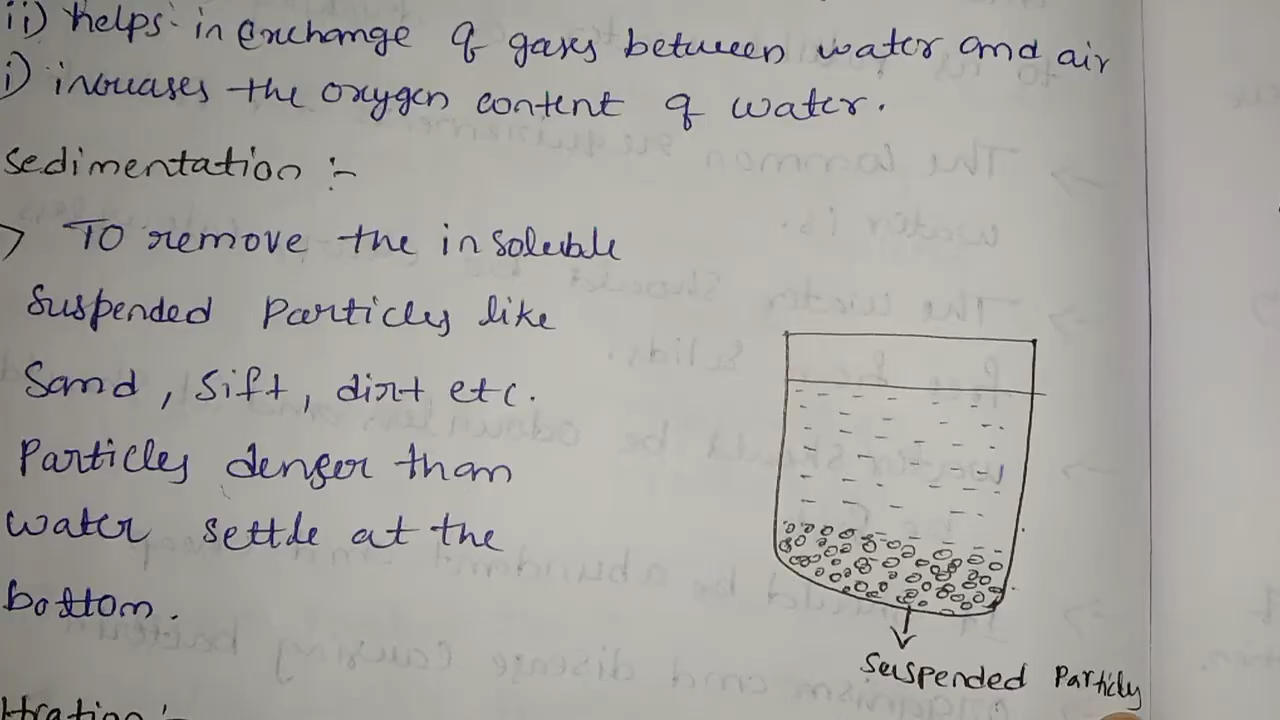 ii) helps in exchange of gases between water and air
i) increases the oxygen content of water.
Sedimentation :-
> To remove the insoluble
suspended particles like
Sand, Sift, dirt etc.
Particles denser than
water settle at the
bottom.
Suspended Particles
ltration :-